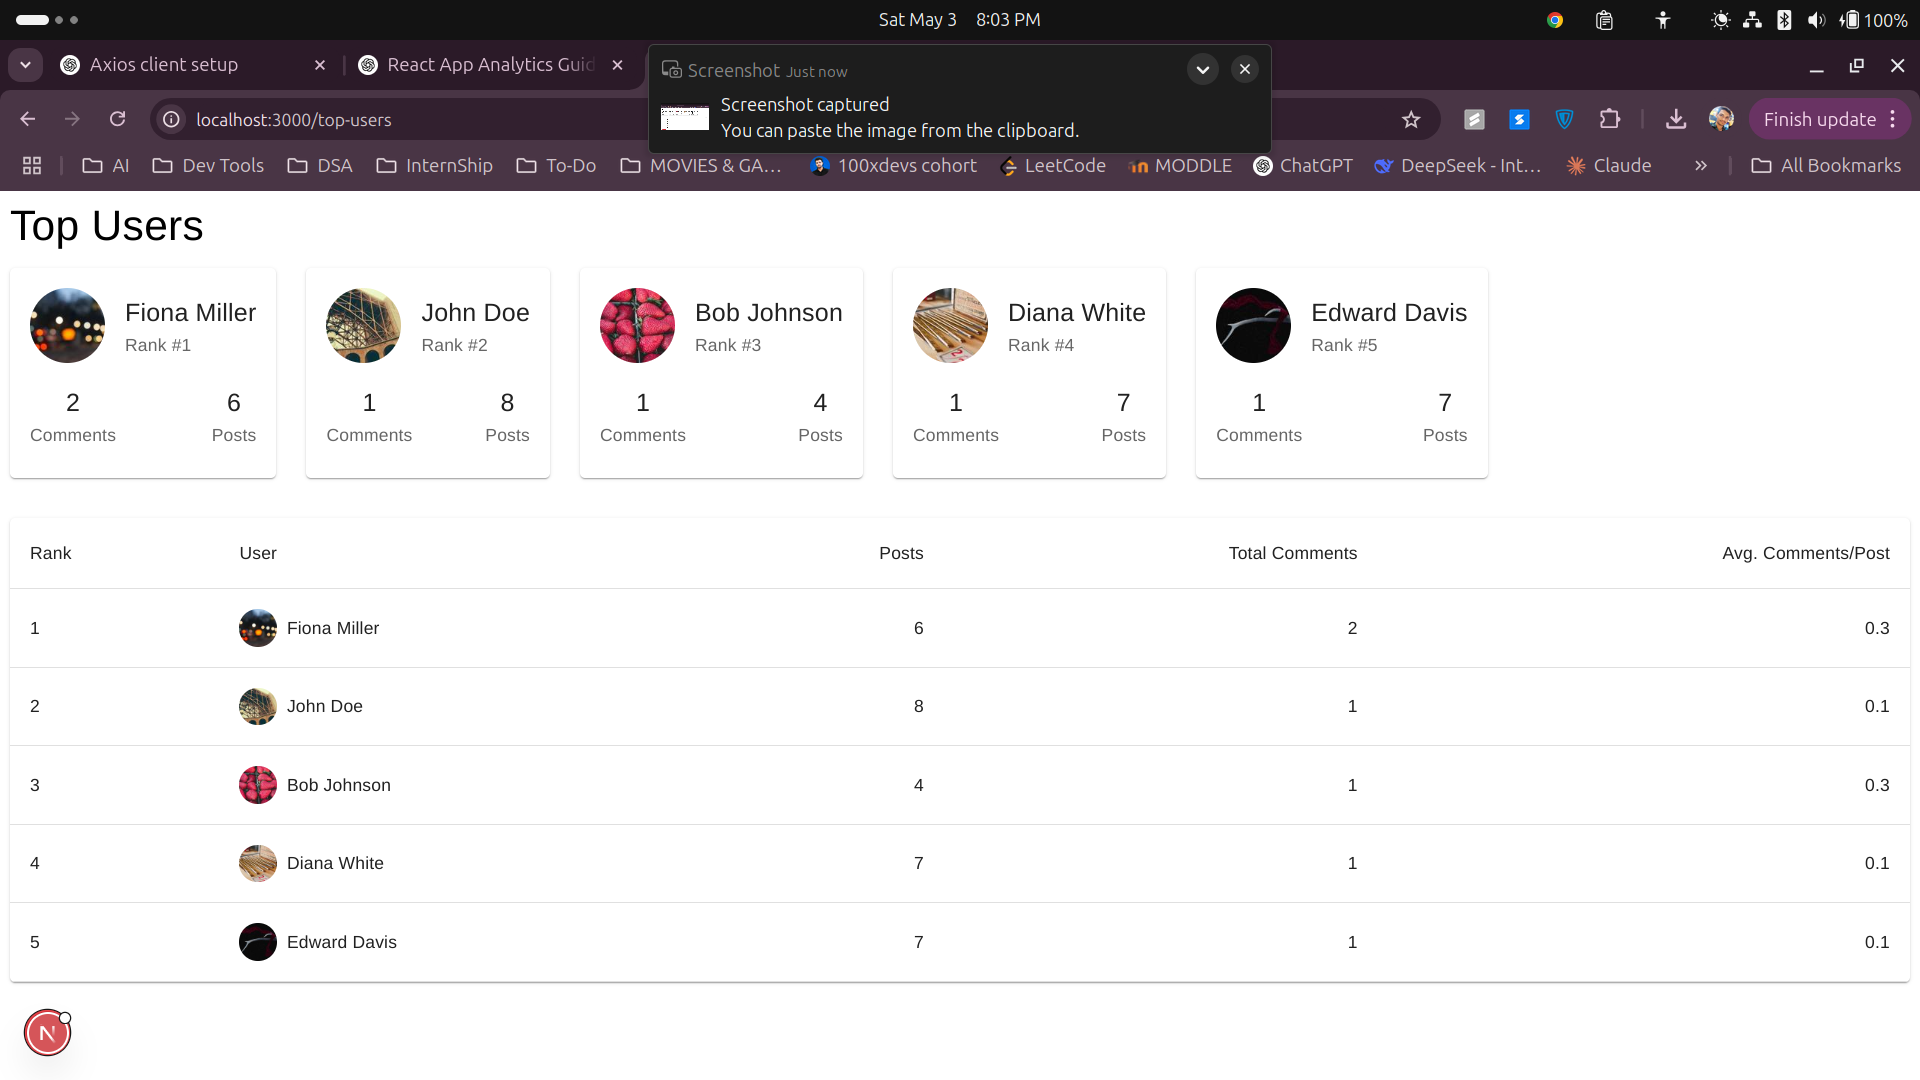 Sat May 3 8:03 PM
100%
Axios client setup
React App Analytics Guid
Screenshot Just now
Screenshot captured
You can paste the image from the clipboard.
localhost:3000/top-users
Finish update
AI
Dev Tools
DSA
InternShip
To-Do
MOVIES & GA...
100xdevs cohort
LeetCode
MODDLE
ChatGPT
DeepSeek - Int...
Claude
All Bookmarks
Top Users
Fiona Miller
Rank #1
2 6
Comments Posts
John Doe
Rank #2
1 8
Comments Posts
Bob Johnson
Rank #3
1 4
Comments Posts
Diana White
Rank #4
1 7
Comments Posts
Edward Davis
Rank #5
1 7
Comments Posts
Rank User Posts Total Comments Avg. Comments/Post
1 Fiona Miller 6 2 0.3
2 John Doe 8 1 0.1
3 Bob Johnson 4 1 0.3
4 Diana White 7 1 0.1
5 Edward Davis 7 1 0.1
N